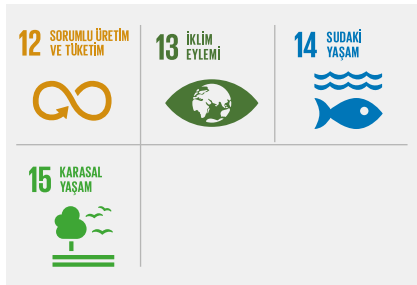 12 SORUMLU ÜRETİM
VE TÜKETİM
13 İKLİM
EYLEMİ
14 SUDAKİ
YAŞAM
15 KARASAL
YAŞAM